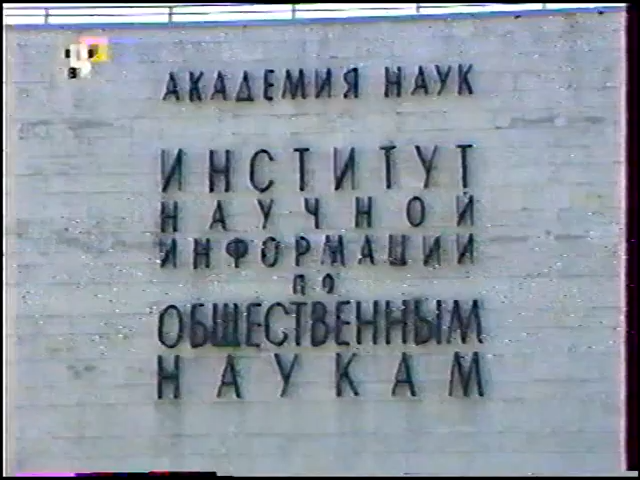 АКАДЕМИЯ НАУК
ИНСТИТУТ
НАУЧНОЙ
ИНФОРМАЦИИ
ПО
ОБЩЕСТВЕННЫМ
НАУКАМ